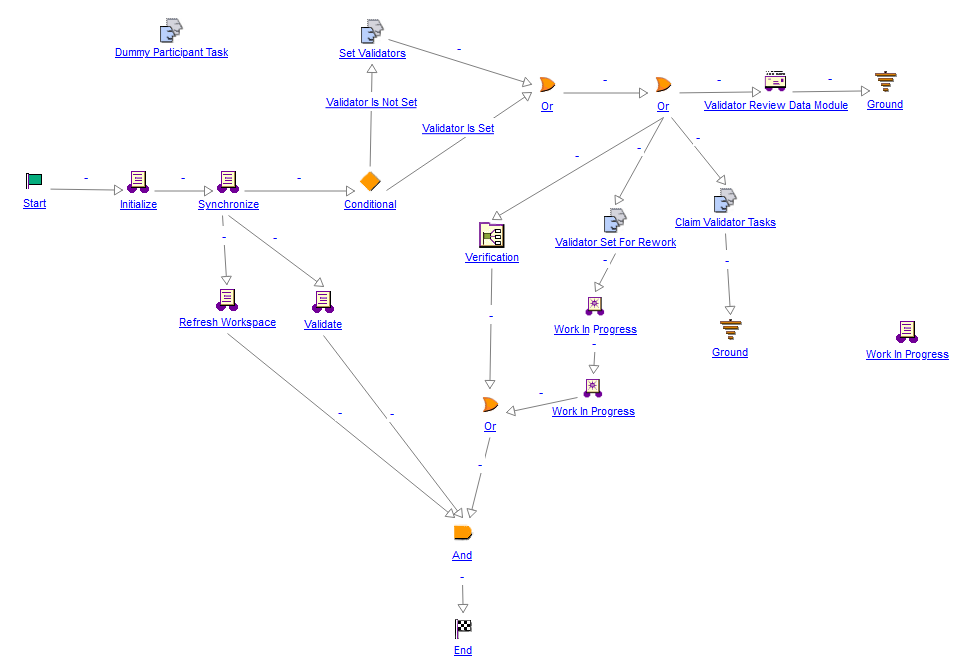 Dummy Participant Task
Set Validators
-
Validator Is Not Set
Or
-
Or
-
Validator Review Data Module
-
Ground
Validator Is Set
-
-
-
Start
-
Initialize
-
Synchronize
-
Conditional
Claim Validator Tasks
Validator Set For Rework
Verification
-
-
-
-
Refresh Workspace
Validate
-
Work In Progress
-
Ground
Work In Progress
-
-
Work In Progress
-
-
Or
-
And
-
End